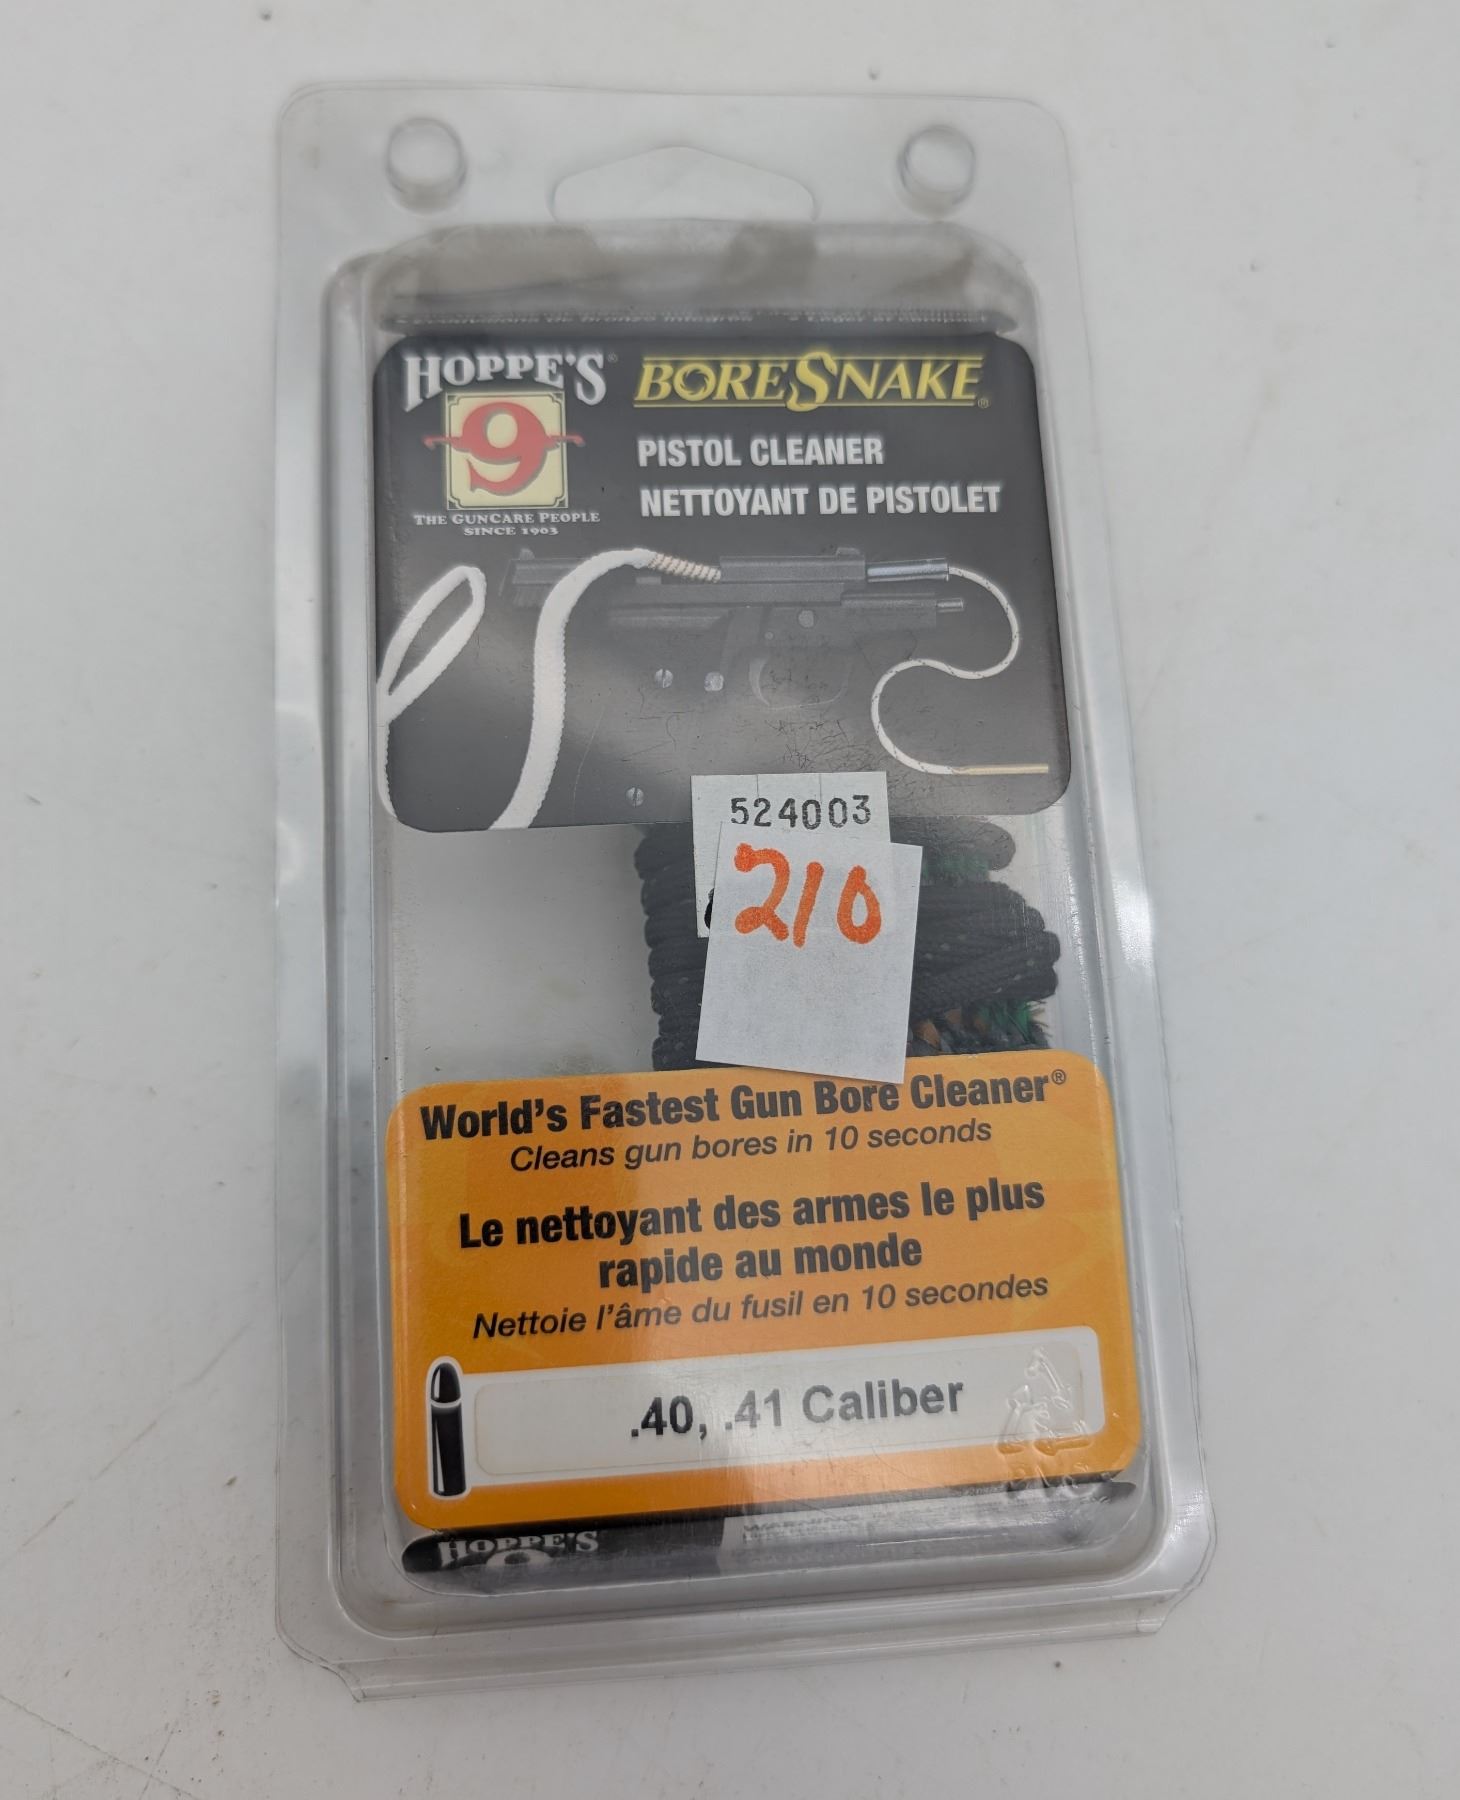 HOPPE'S®
9
THE GUNCARE PEOPLE
SINCE 1903
BORESNAKE®
PISTOL CLEANER
NETTOYANT DE PISTOLET
524003
210
World's Fastest Gun Bore Cleaner®
Cleans gun bores in 10 seconds
Le nettoyant des armes le plus
rapide au monde
Nettoie l'âme du fusil en 10 secondes
.40, .41 Caliber
HOPPE'S
WARNING